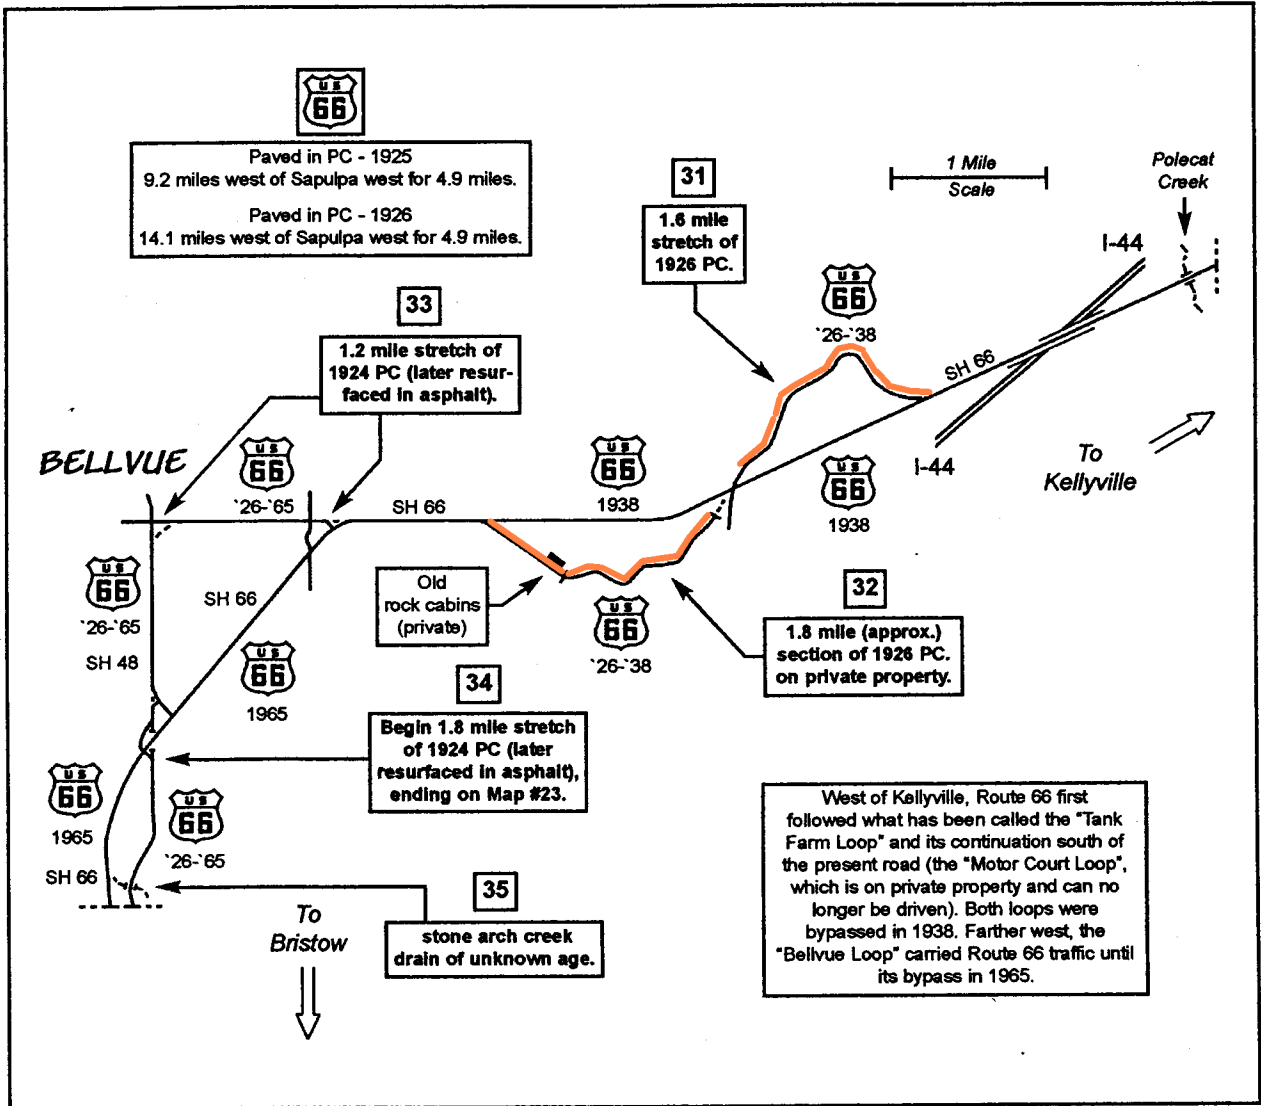 US
66
Paved in PC - 1925
9.2 miles west of Sapulpa west for 4.9 miles.
Paved in PC - 1926
14.1 miles west of Sapulpa west for 4.9 miles.
31
1.6 mile
stretch of
1926 PC.
1 Mile
Scale
Polecat
Creek
I-44
US
66
`26-`38
SH 66
I-44
To
Kellyville
33
1.2 mile stretch of
1924 PC (later resur-
faced in asphalt).
BELLVUE
US
66
`26-`65
SH 66
US
66
1938
US
66
1938
US
66
`26-`65
SH 48
SH 66
US
66
1965
Old
rock cabins
(private)
US
66
`26-`38
32
1.8 mile (approx.)
section of 1926 PC.
on private property.
34
Begin 1.8 mile stretch
of 1924 PC (later
resurfaced in asphalt),
ending on Map #23.
US
66
1965
SH 66
US
66
`26-`65
35
stone arch creek
drain of unknown age.
To
Bristow
West of Kellyville, Route 66 first
followed what has been called the "Tank
Farm Loop" and its continuation south of
the present road (the "Motor Court Loop",
which is on private property and can no
longer be driven). Both loops were
bypassed in 1938. Farther west, the
"Bellvue Loop" carried Route 66 traffic until
its bypass in 1965.